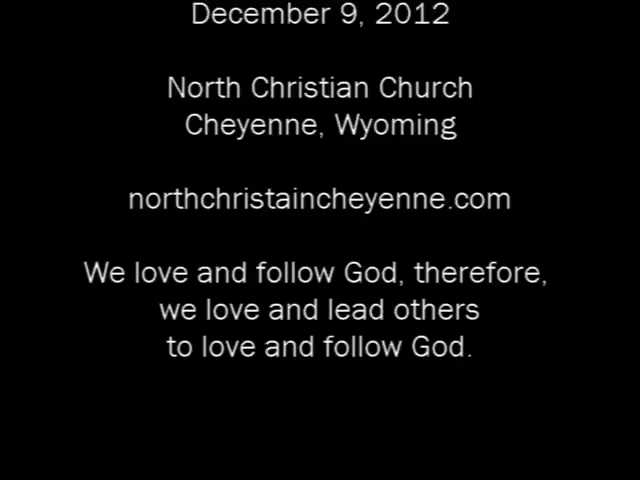 December 9, 2012
North Christian Church
Cheyenne, Wyoming
northchristaincheyenne.com
We love and follow God, therefore,
we love and lead others
to love and follow God.